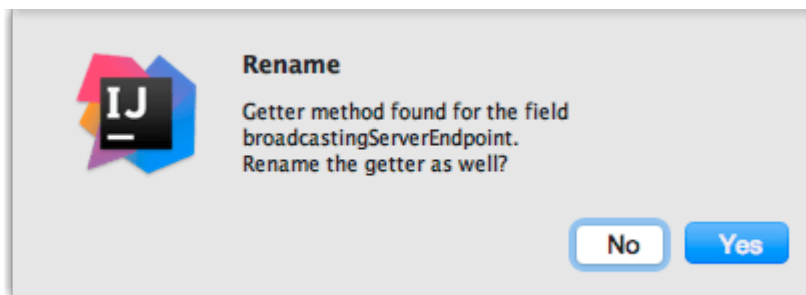 IJ
Rename
Getter method found for the field
broadcastingServerEndpoint.
Rename the getter as well?
No
Yes